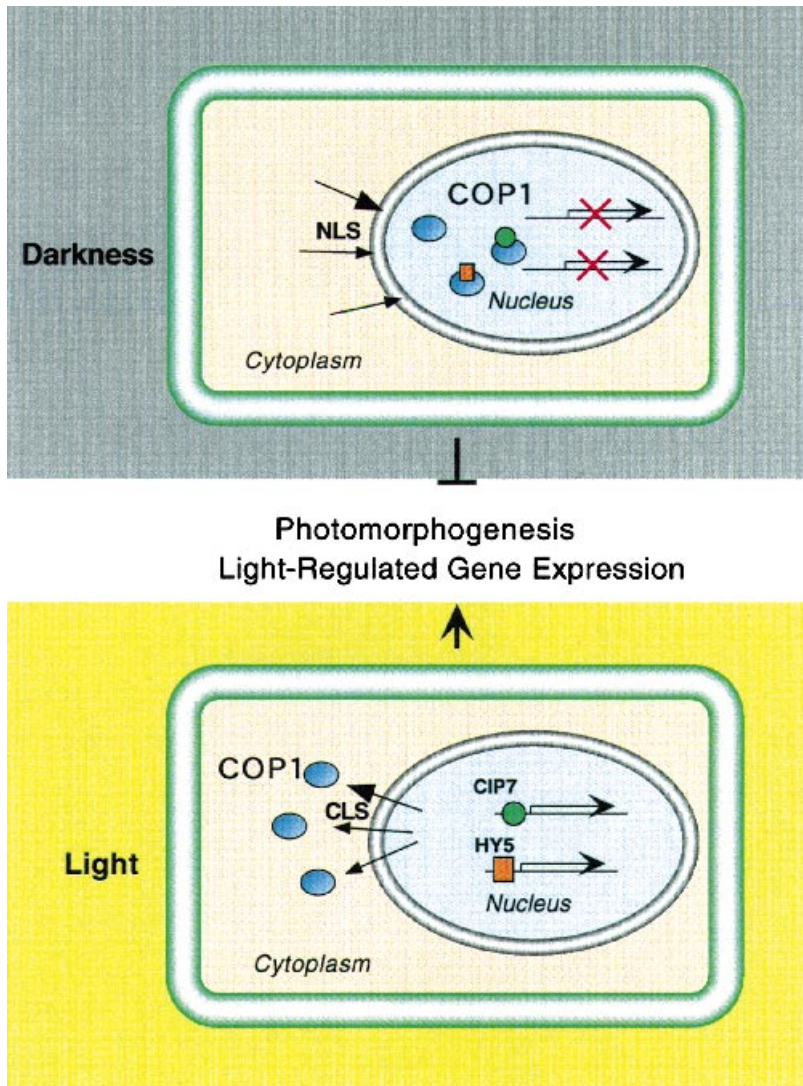 COP1
NLS
Darkness
Nucleus
Cytoplasm
Photomorphogenesis
Light-Regulated Gene Expression
COP1
CIP7
CLS
HY5
Light
Nucleus
Cytoplasm